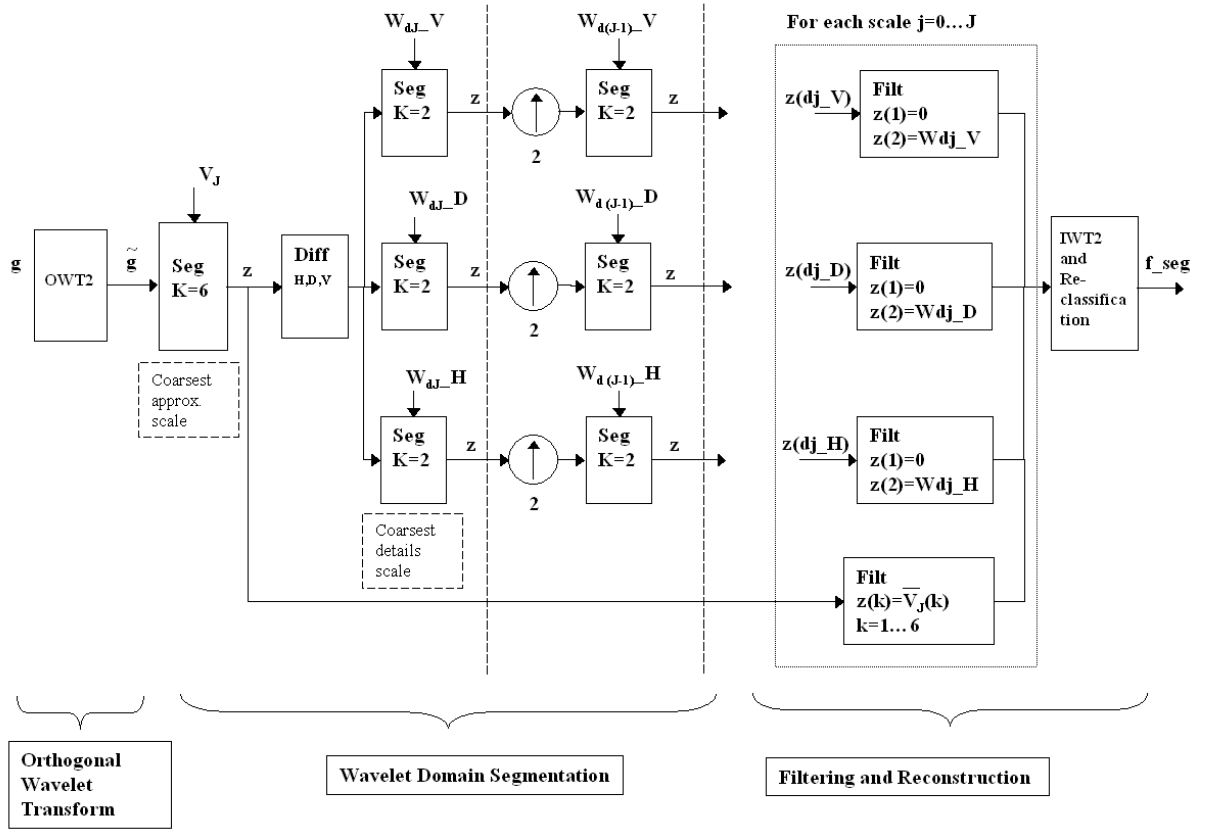 W_dJ_V
W_d(J-1)_V
For each scale j=0…J
Seg
K=2
z
2
Seg
K=2
z
z(dj_V)
Filt
z(1)=0
z(2)=Wdj_V
V_J
W_dJ_D
W_d (J-1)_D
g
OWT2
g̃
Seg
K=6
z
Diff
H,D,V
Seg
K=2
z
2
Seg
K=2
z
z(dj_D)
Filt
z(1)=0
z(2)=Wdj_D
IWT2
and
Re-
classifica
tion
f_seg
Coarsest
approx.
scale
W_dJ_H
W_d (J-1)_H
Seg
K=2
z
2
Seg
K=2
z
z(dj_H)
Filt
z(1)=0
z(2)=Wdj_H
Coarsest
details
scale
Filt
z(k)=V̅_J(k)
k=1…6
Orthogonal
Wavelet
Transform
Wavelet Domain Segmentation
Filtering and Reconstruction